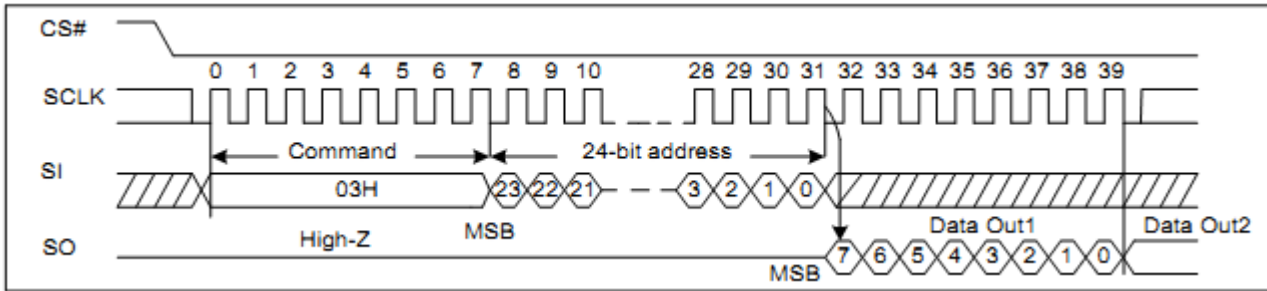 CS#
0 1 2 3 4 5 6 7 8 9 10 28 29 30 31 32 33 34 35 36 37 38 39
SCLK
Command 24-bit address
SI
03H 23 22 21 3 2 1 0
High-Z MSB Data Out1 Data Out2
SO
MSB 7 6 5 4 3 2 1 0